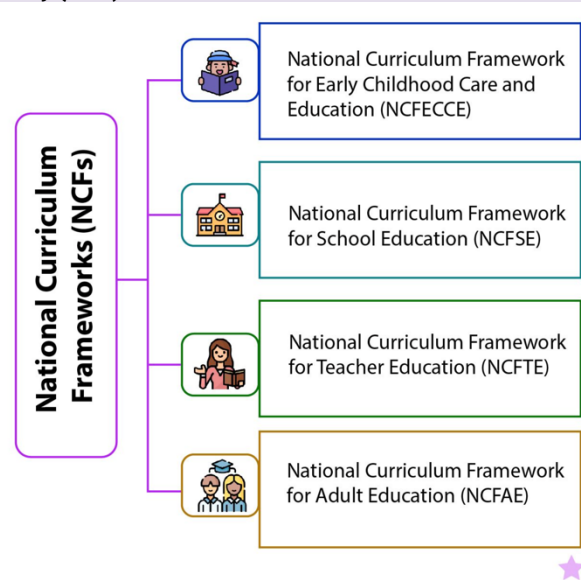 National Curriculum
Frameworks (NCFs)
National Curriculum Framework
for Early Childhood Care and
Education (NCFECCE)
National Curriculum Framework
for School Education (NCFSE)
National Curriculum Framework
for Teacher Education (NCFTE)
National Curriculum Framework
for Adult Education (NCFAE)